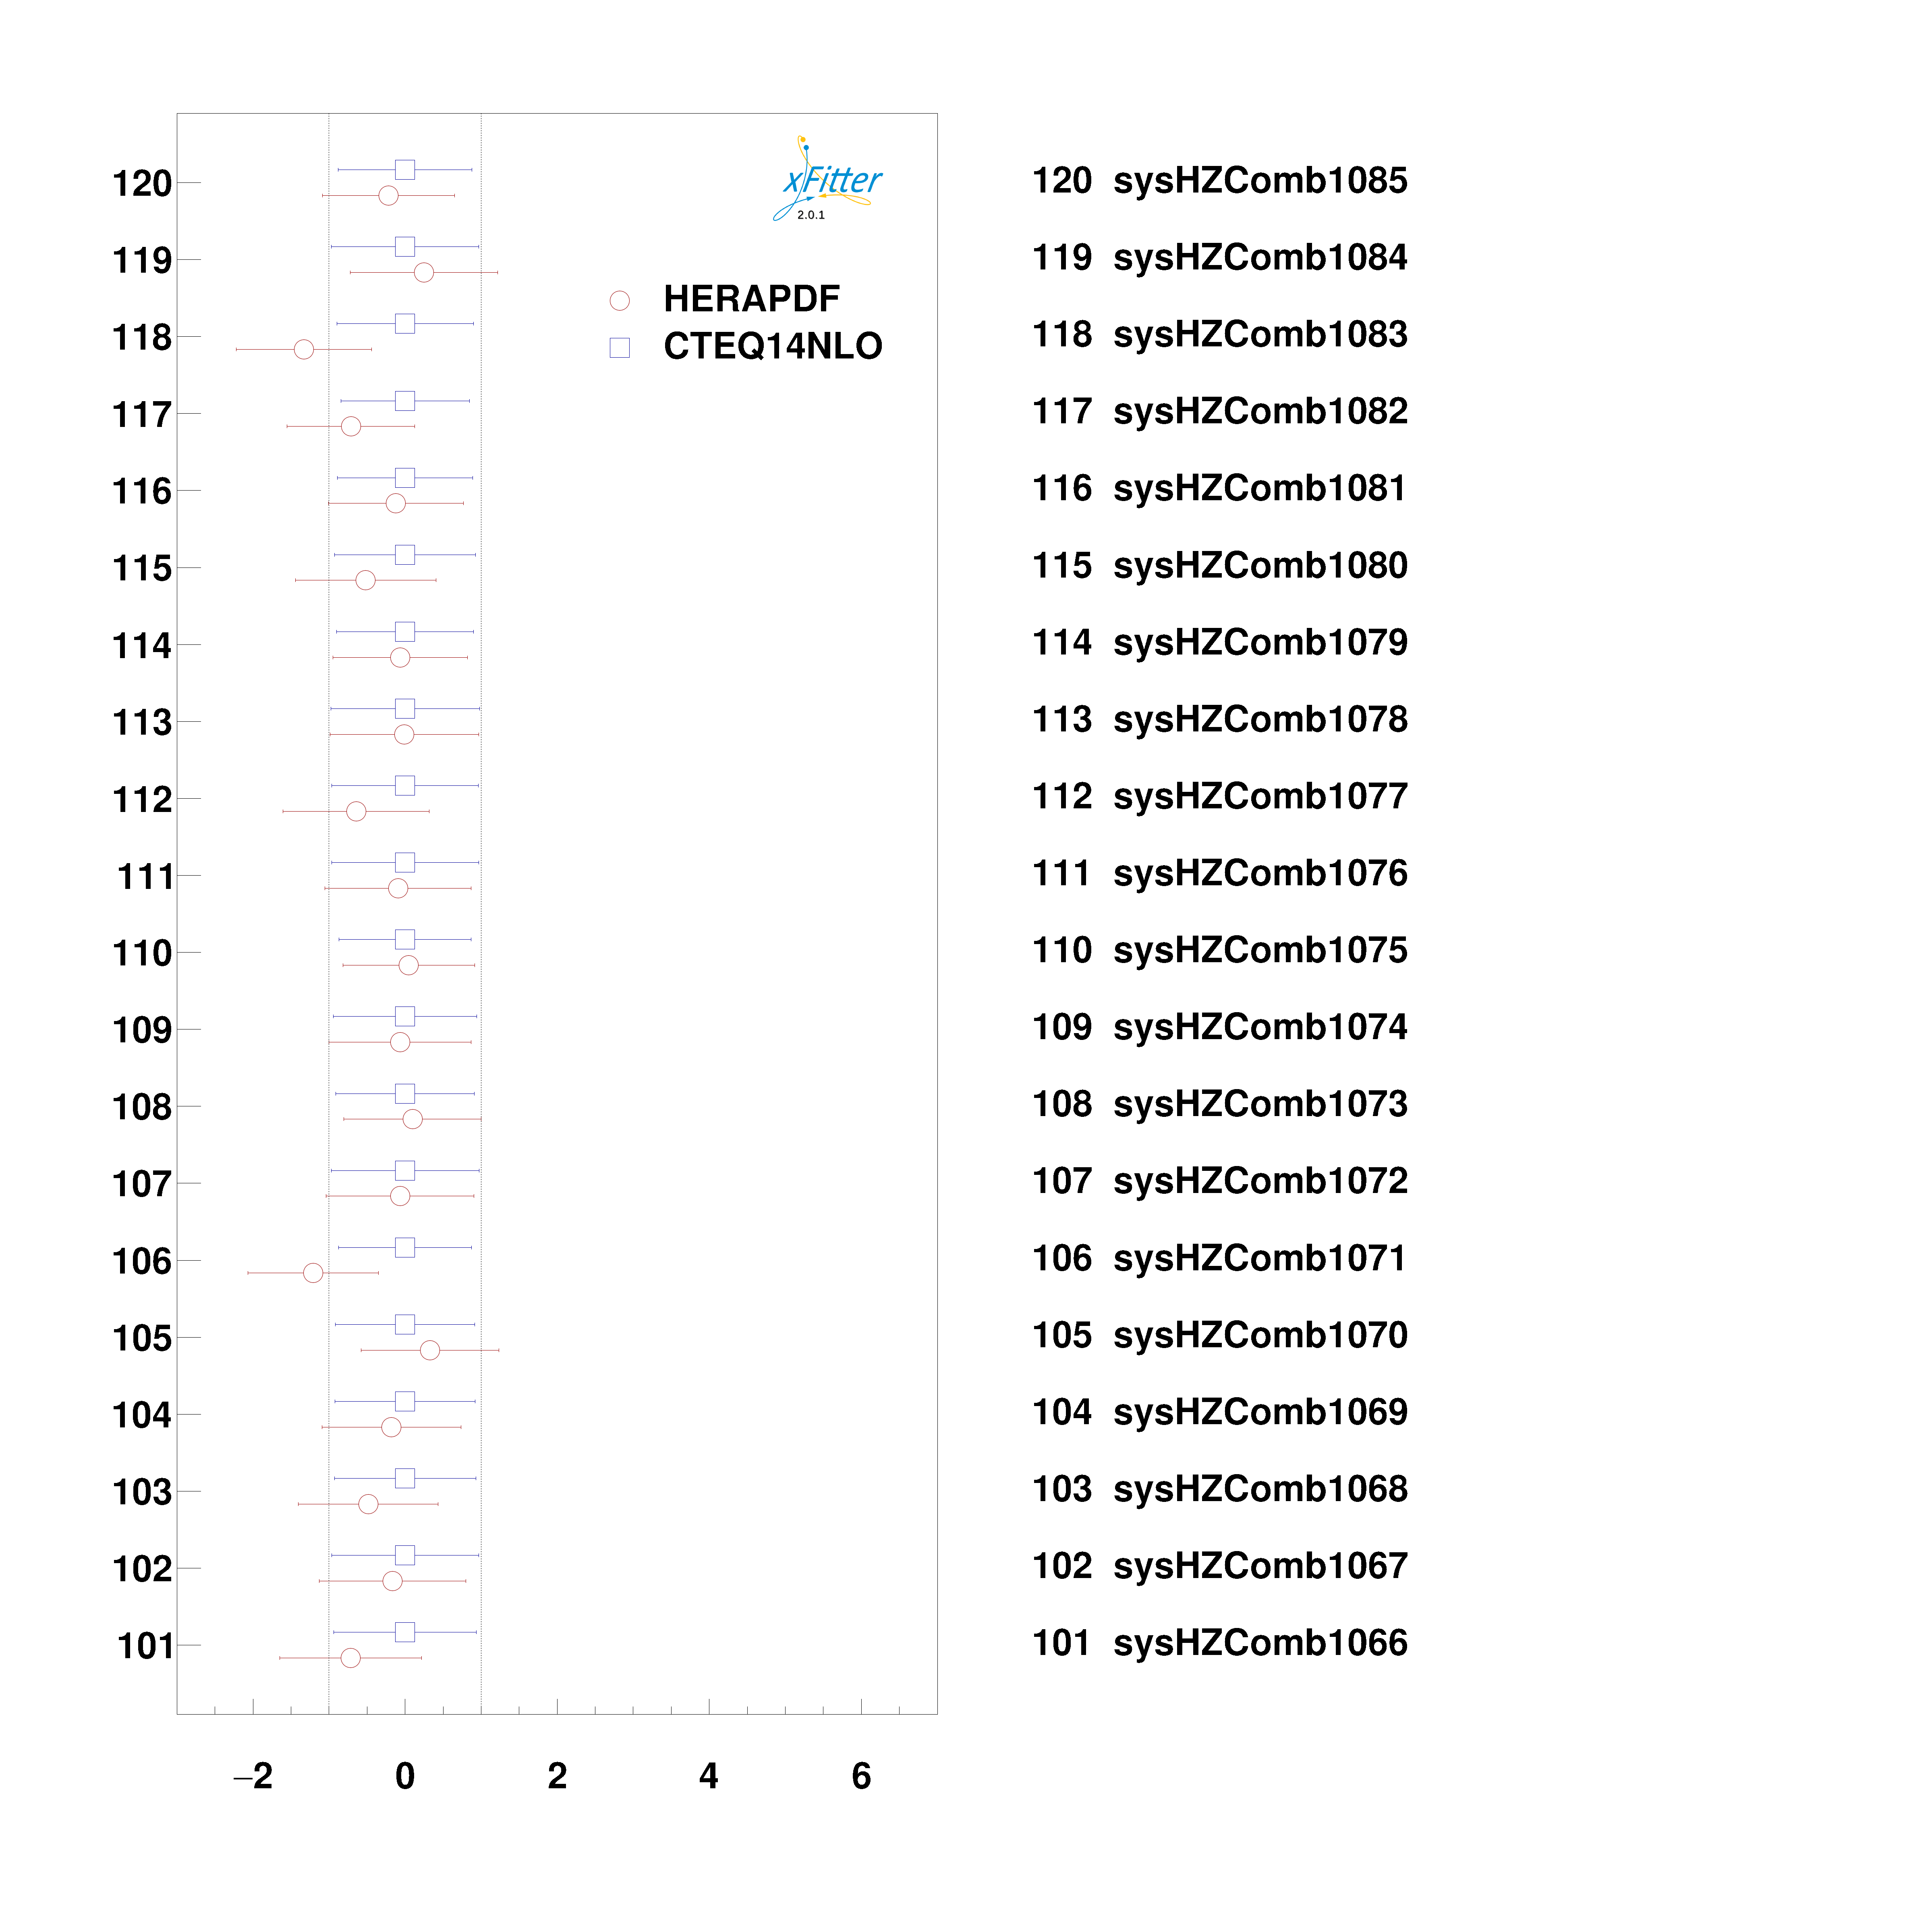 xFitter
2.0.1
HERAPDF
CTEQ14NLO
120
119
118
117
116
115
114
113
112
111
110
109
108
107
106
105
104
103
102
101
−2 0 2 4 6
120 sysHZComb1085
119 sysHZComb1084
118 sysHZComb1083
117 sysHZComb1082
116 sysHZComb1081
115 sysHZComb1080
114 sysHZComb1079
113 sysHZComb1078
112 sysHZComb1077
111 sysHZComb1076
110 sysHZComb1075
109 sysHZComb1074
108 sysHZComb1073
107 sysHZComb1072
106 sysHZComb1071
105 sysHZComb1070
104 sysHZComb1069
103 sysHZComb1068
102 sysHZComb1067
101 sysHZComb1066